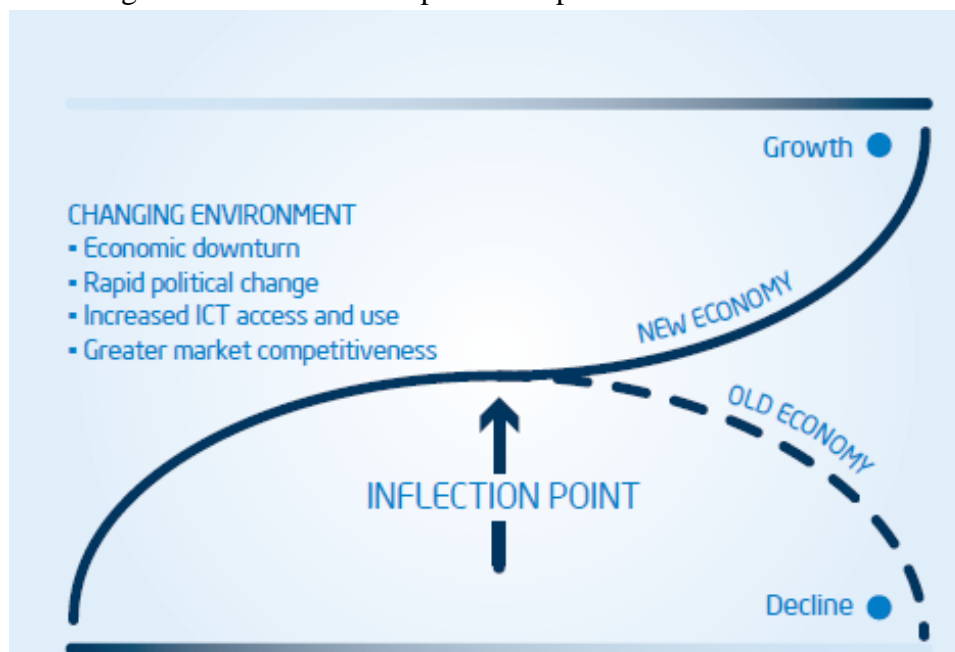 Growth
CHANGING ENVIRONMENT
▪ Economic downturn
▪ Rapid political change
▪ Increased ICT access and use
▪ Greater market competitiveness
NEW ECONOMY
OLD ECONOMY
INFLECTION POINT
Decline